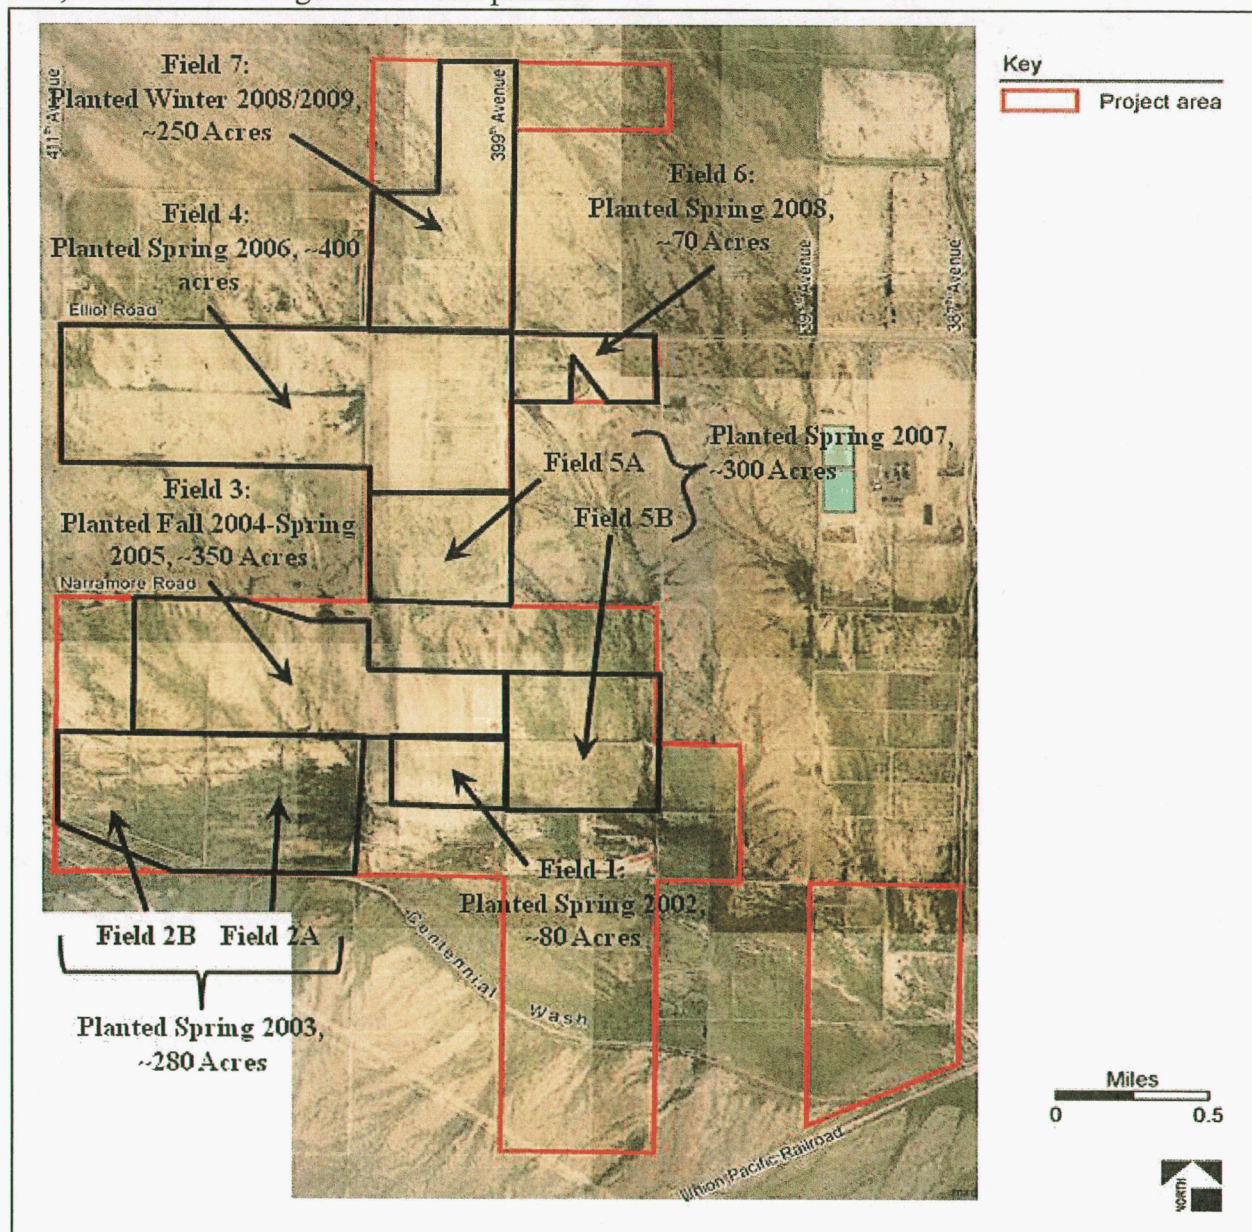 Key
Project area
411th Avenue
Field 7:
Planted Winter 2008/2009,
~250 Acres
399th Avenue
Field 6:
Planted Spring 2008,
~70 Acres
Field 4:
Planted Spring 2006, ~400
acres
Elliot Road
387th Avenue
Planted Spring 2007,
~300 Acres
Field 5A
Field 5B
Field 3:
Planted Fall 2004-Spring
2005, ~350 Acres
Narramore Road
Field 1:
Planted Spring 2002,
~80 Acres
Field 2B Field 2A
Planted Spring 2003,
~280 Acres
Centennial Wash
Union Pacific Railroad
Miles
0 0.5
NORTH